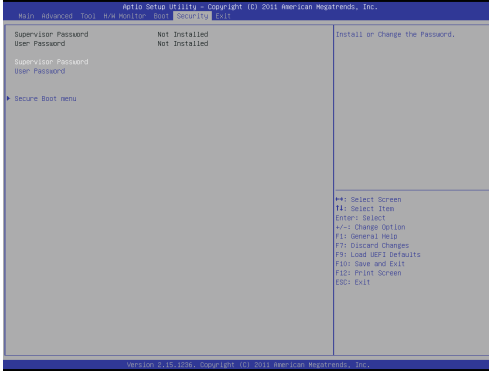 Aptio Setup Utility - Copyright (C) 2011 American Megatrends, Inc.
Main Advanced Tool H/W Monitor Boot Security Exit
Supervisor Password Not Installed
User Password Not Installed
Supervisor Password
User Password
Secure Boot menu
Install or Change the Password.
←→: Select Screen
↑↓: Select Item
Enter: Select
+/-: Change Option
F1: General Help
F7: Discard Changes
F9: Load UEFI Defaults
F10: Save and Exit
F12: Print Screen
ESC: Exit
Version 2.15.1236. Copyright (C) 2011 American Megatrends, Inc.